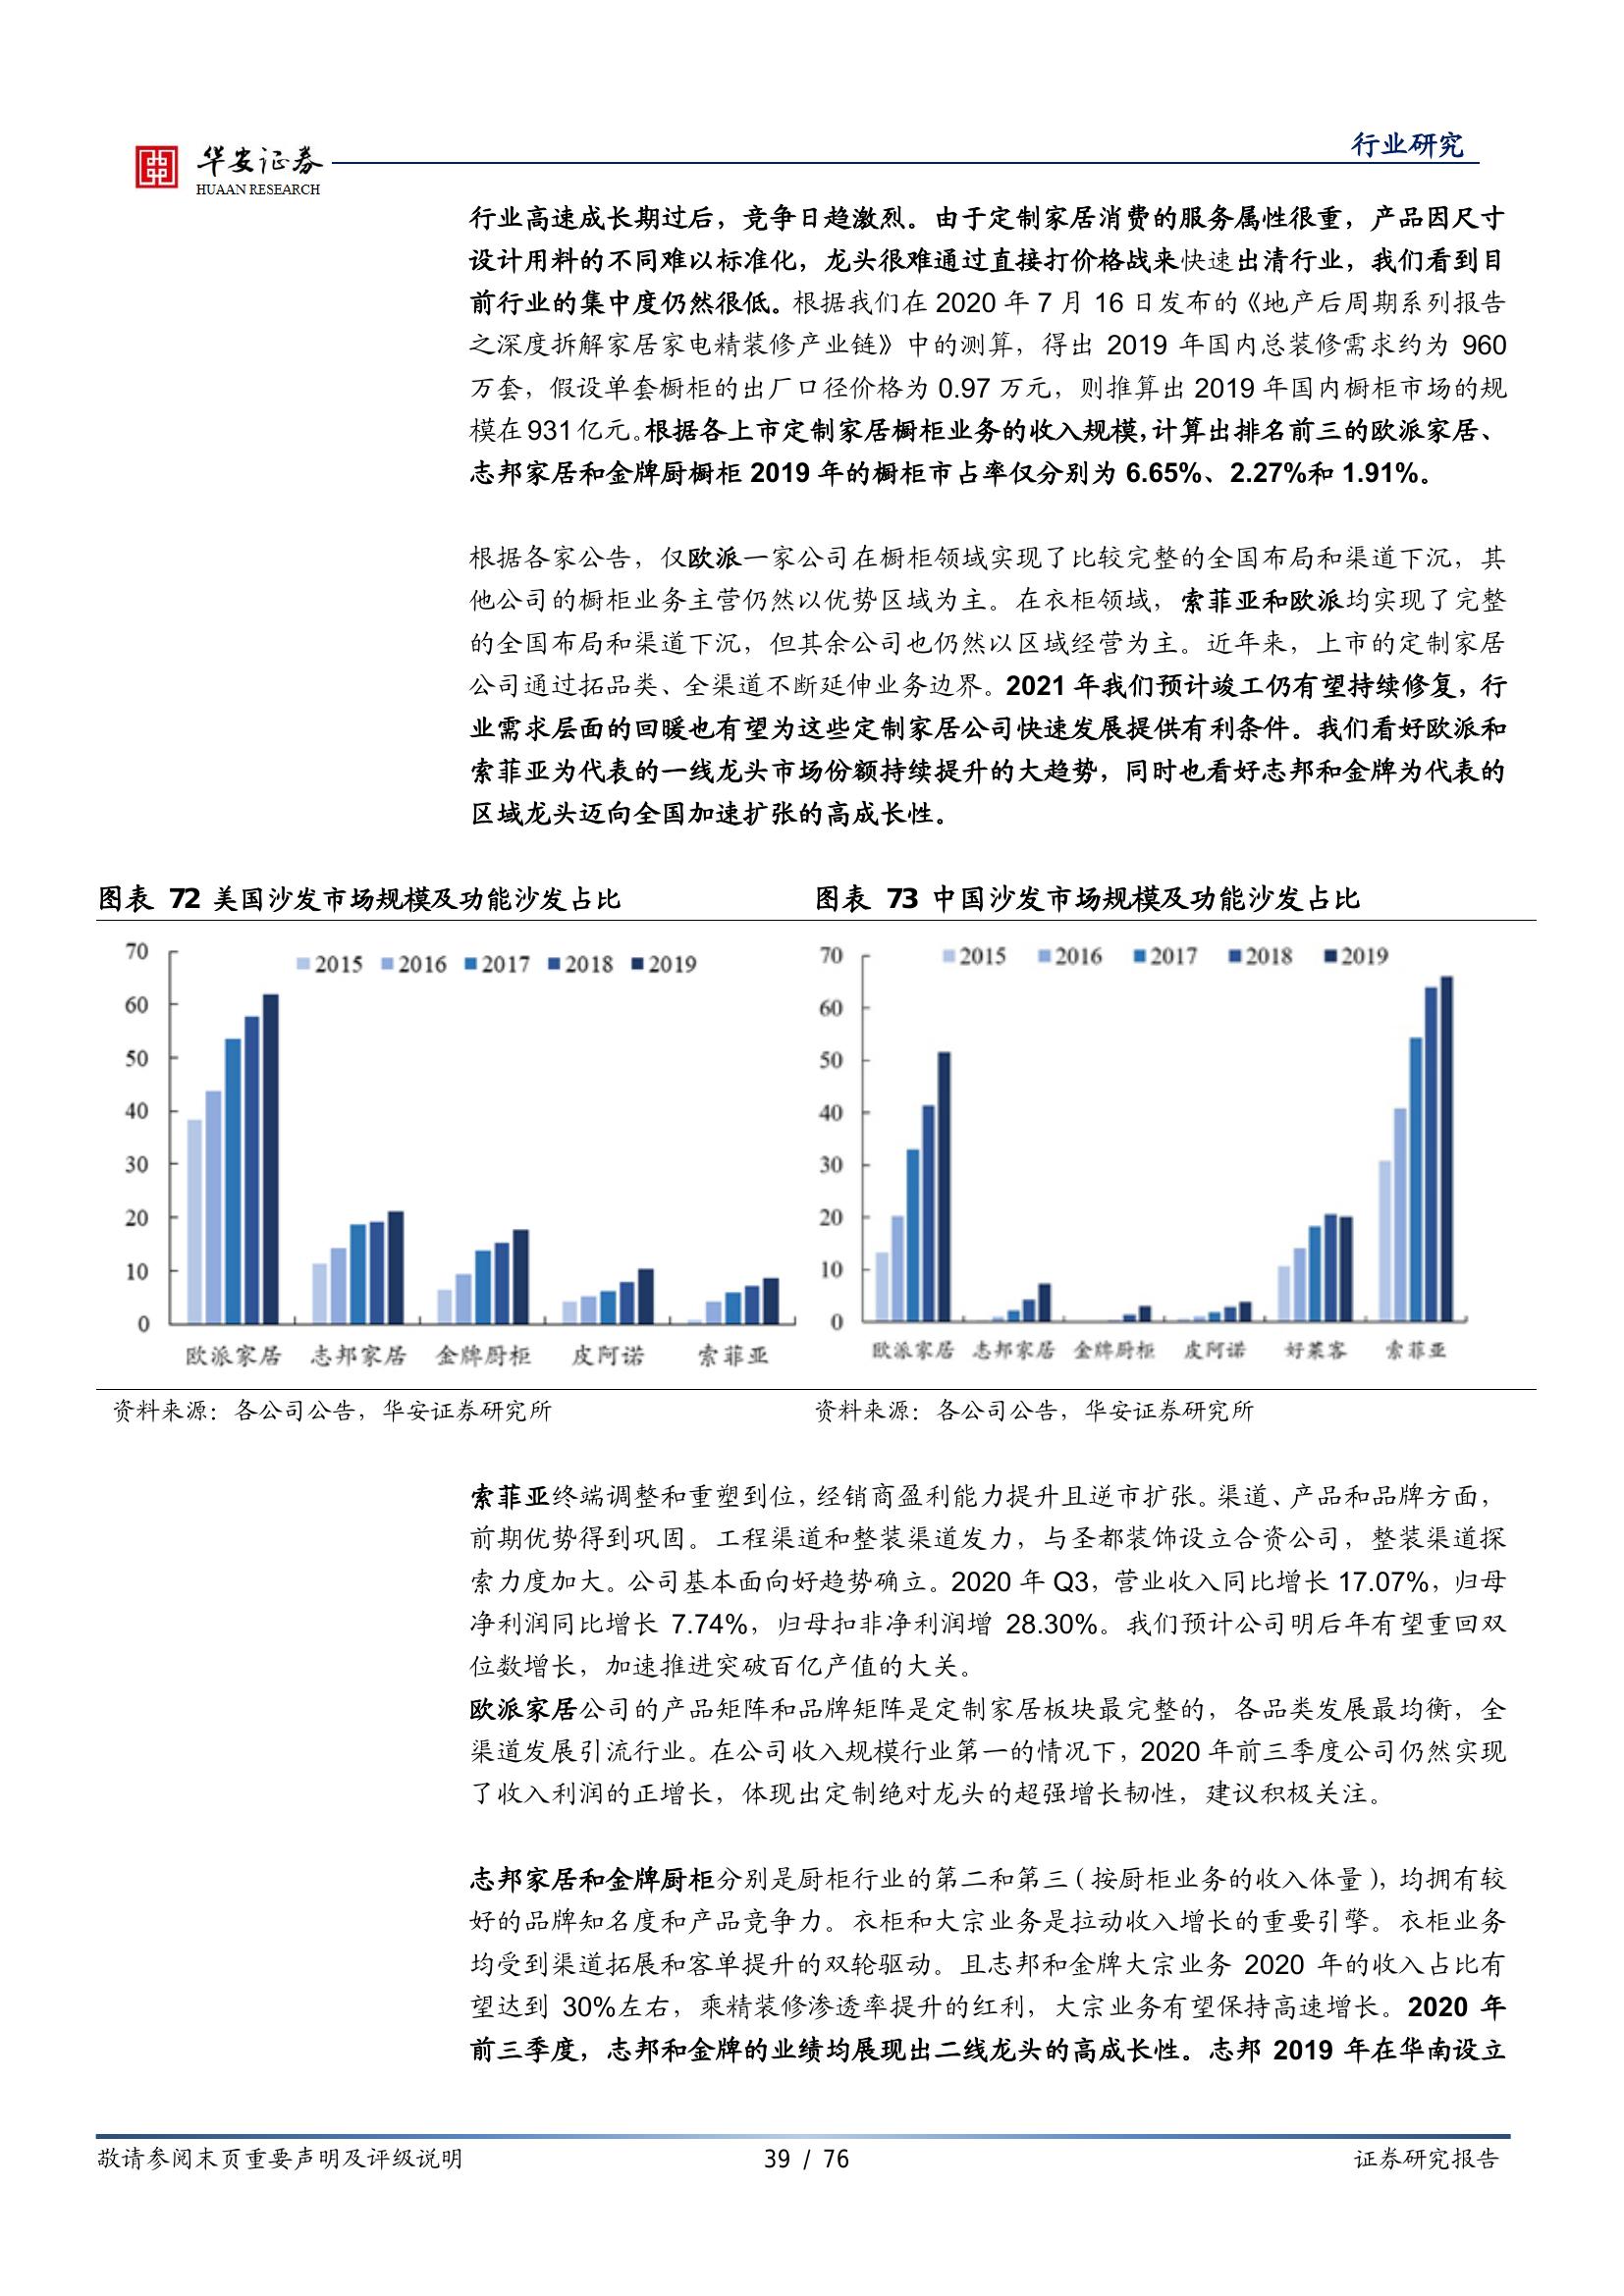 华安证券
HUAAN RESEARCH
行业研究
行业高速成长期过后，竞争日趋激烈。由于定制家居消费的服务属性很重，产品因尺寸
设计用料的不同难以标准化，龙头很难通过直接打价格战来快速出清行业，我们看到目
前行业的集中度仍然很低。根据我们在 2020 年 7 月 16 日发布的《地产后周期系列报告
之深度拆解家居家电精装修产业链》中的测算，得出 2019 年国内总装修需求约为 960
万套，假设单套橱柜的出厂口径价格为 0.97 万元，则推算出 2019 年国内橱柜市场的规
模在 931 亿元。根据各上市定制家居橱柜业务的收入规模，计算出排名前三的欧派家居、
志邦家居和金牌厨橱柜 2019 年的橱柜市占率仅分别为 6.65%、2.27%和 1.91%。
根据各家公告，仅欧派一家公司在橱柜领域实现了比较完整的全国布局和渠道下沉，其
他公司的橱柜业务主营仍然以优势区域为主。在衣柜领域，索菲亚和欧派均实现了完整
的全国布局和渠道下沉，但其余公司也仍然以区域经营为主。近年来，上市的定制家居
公司通过拓品类、全渠道不断延伸业务边界。2021 年我们预计竣工仍有望持续修复，行
业需求层面的回暖也有望为这些定制家居公司快速发展提供有利条件。我们看好欧派和
索菲亚为代表的一线龙头市场份额持续提升的大趋势，同时也看好志邦和金牌为代表的
区域龙头迈向全国加速扩张的高成长性。
图表 72 美国沙发市场规模及功能沙发占比
70
60
50
40
30
20
10
0
2015 2016 2017 2018 2019
欧派家居 志邦家居 金牌厨柜 皮阿诺 索菲亚
资料来源：各公司公告，华安证券研究所
图表 73 中国沙发市场规模及功能沙发占比
70
60
50
40
30
20
10
0
2015 2016 2017 2018 2019
欧派家居 志邦家居 金牌厨柜 皮阿诺 好莱客 索菲亚
资料来源：各公司公告，华安证券研究所
索菲亚终端调整和重塑到位，经销商盈利能力提升且逆市扩张。渠道、产品和品牌方面，
前期优势得到巩固。工程渠道和整装渠道发力，与圣都装饰设立合资公司，整装渠道探
索力度加大。公司基本面向好趋势确立。2020 年 Q3，营业收入同比增长 17.07%，归母
净利润同比增长 7.74%，归母扣非净利润增 28.30%。我们预计公司明后年有望重回双
位数增长，加速推进突破百亿产值的大关。
欧派家居公司的产品矩阵和品牌矩阵是定制家居板块最完整的，各品类发展最均衡，全
渠道发展引流行业。在公司收入规模行业第一的情况下，2020 年前三季度公司仍然实现
了收入利润的正增长，体现出定制绝对龙头的超强增长韧性，建议积极关注。
志邦家居和金牌厨柜分别是厨柜行业的第二和第三（按厨柜业务的收入体量），均拥有较
好的品牌知名度和产品竞争力。衣柜和大宗业务是拉动收入增长的重要引擎。衣柜业务
均受到渠道拓展和客单提升的双轮驱动。且志邦和金牌大宗业务 2020 年的收入占比有
望达到 30%左右，乘精装修渗透率提升的红利，大宗业务有望保持高速增长。2020 年
前三季度，志邦和金牌的业绩均展现出二线龙头的高成长性。志邦 2019 年在华南设立
敬请参阅末页重要声明及评级说明
39 / 76
证券研究报告